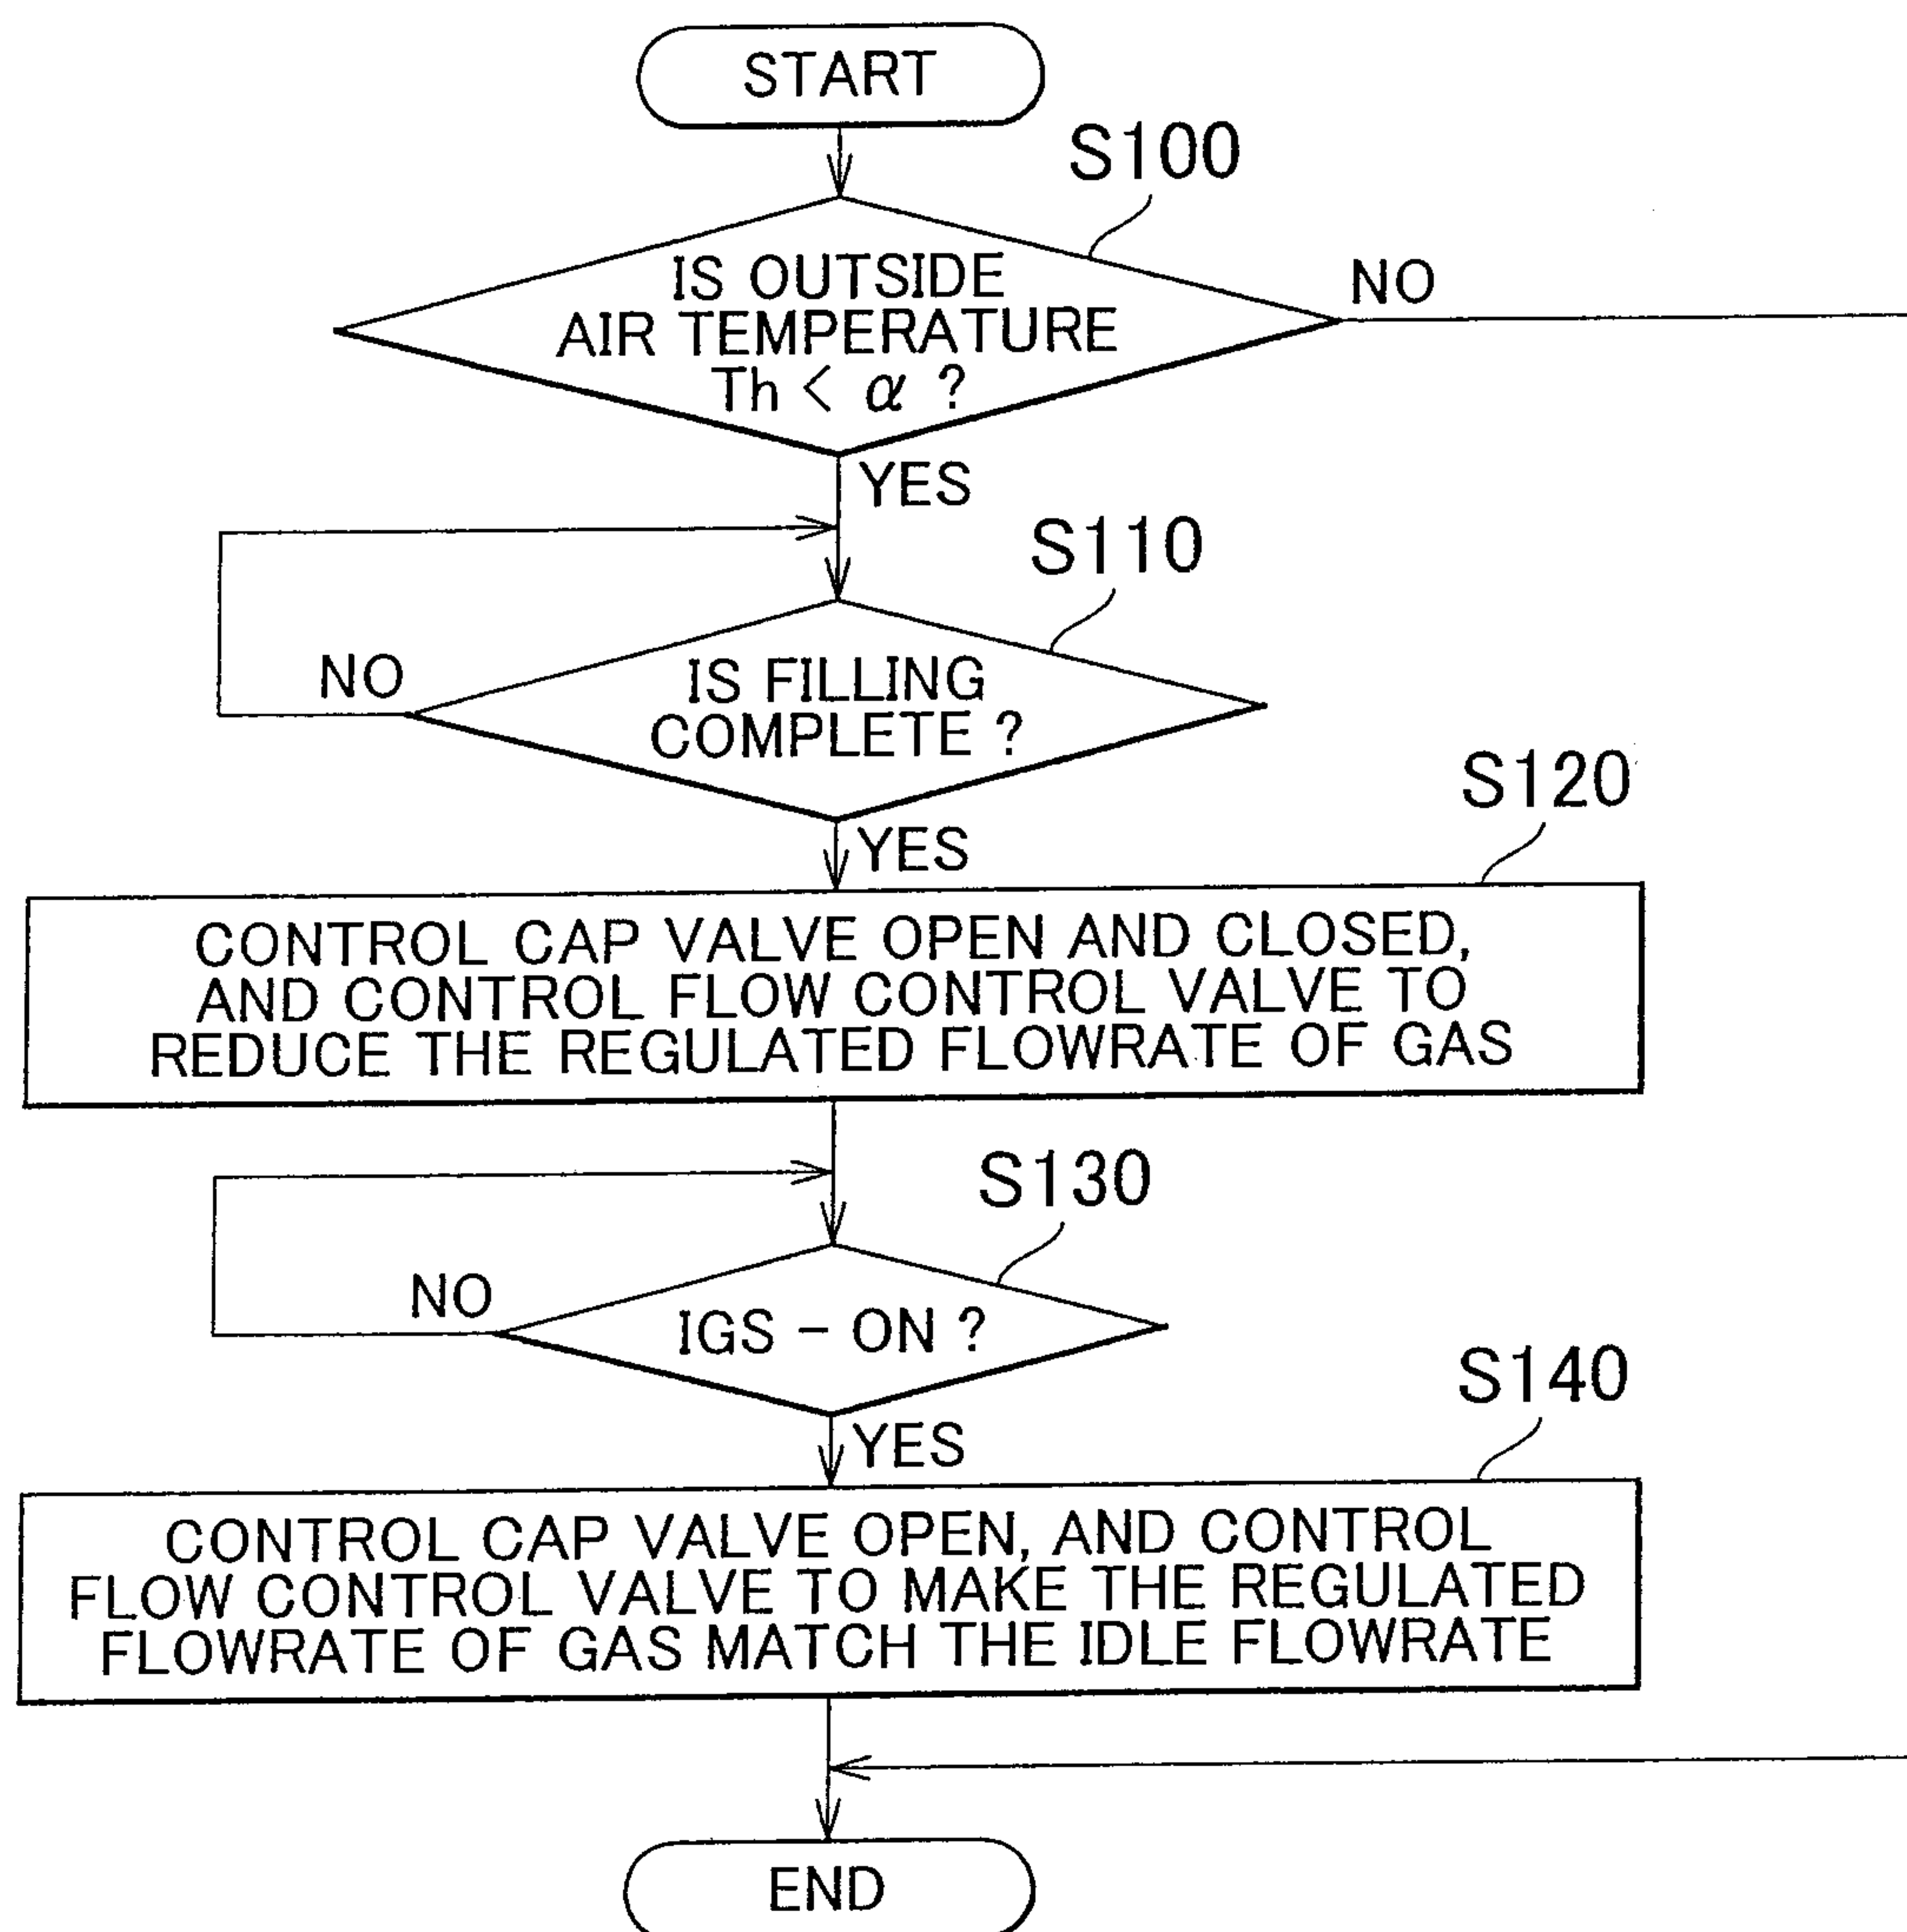 START
S100
IS OUTSIDE
AIR TEMPERATURE
Th < α ?
NO
YES
S110
IS FILLING
COMPLETE ?
NO
YES
S120
CONTROL CAP VALVE OPEN AND CLOSED,
AND CONTROL FLOW CONTROL VALVE TO
REDUCE THE REGULATED FLOWRATE OF GAS
S130
IGS - ON ?
NO
YES
S140
CONTROL CAP VALVE OPEN, AND CONTROL
FLOW CONTROL VALVE TO MAKE THE REGULATED
FLOWRATE OF GAS MATCH THE IDLE FLOWRATE
END